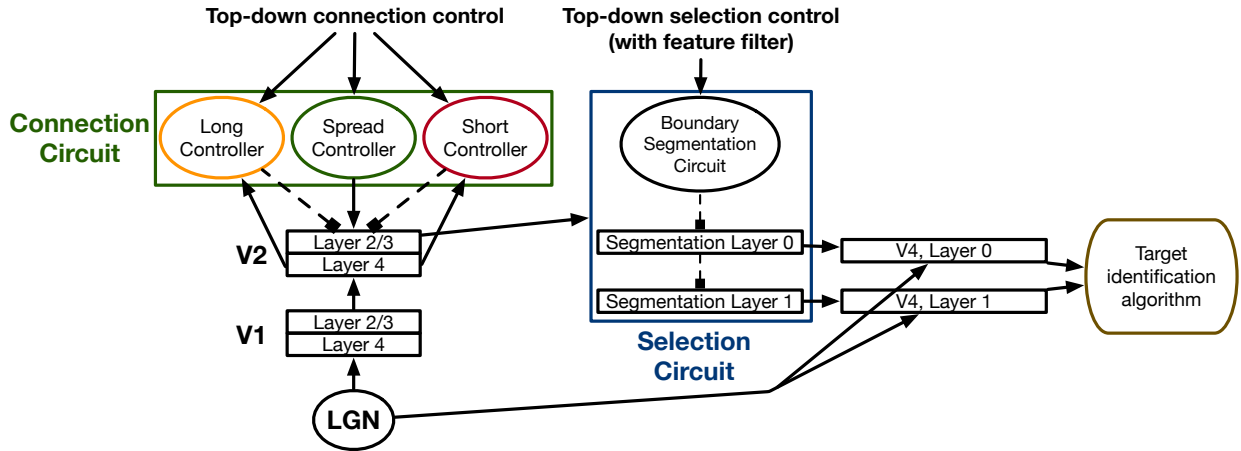 Top-down connection control
Top-down selection control
(with feature filter)
Connection
Circuit
Long
Controller
Spread
Controller
Short
Controller
Boundary
Segmentation
Circuit
V2
Layer 2/3
Layer 4
Segmentation Layer 0
Segmentation Layer 1
V4, Layer 0
V4, Layer 1
Target
identification
algorithm
V1
Layer 2/3
Layer 4
Selection
Circuit
LGN